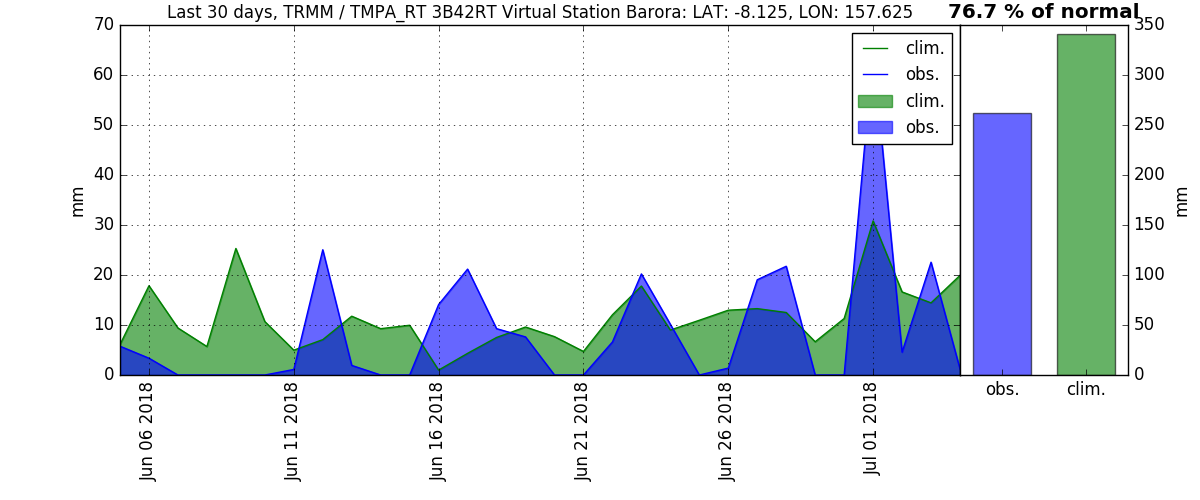 Last 30 days, TRMM / TMPA_RT 3B42RT Virtual Station Barora: LAT: -8.125, LON: 157.625
76.7 % of normal
70
60
50
40
30
20
10
0
mm
clim.
obs.
clim.
obs.
Jun 06 2018
Jun 11 2018
Jun 16 2018
Jun 21 2018
Jun 26 2018
Jul 01 2018
350
300
250
200
150
100
50
0
mm
obs.
clim.